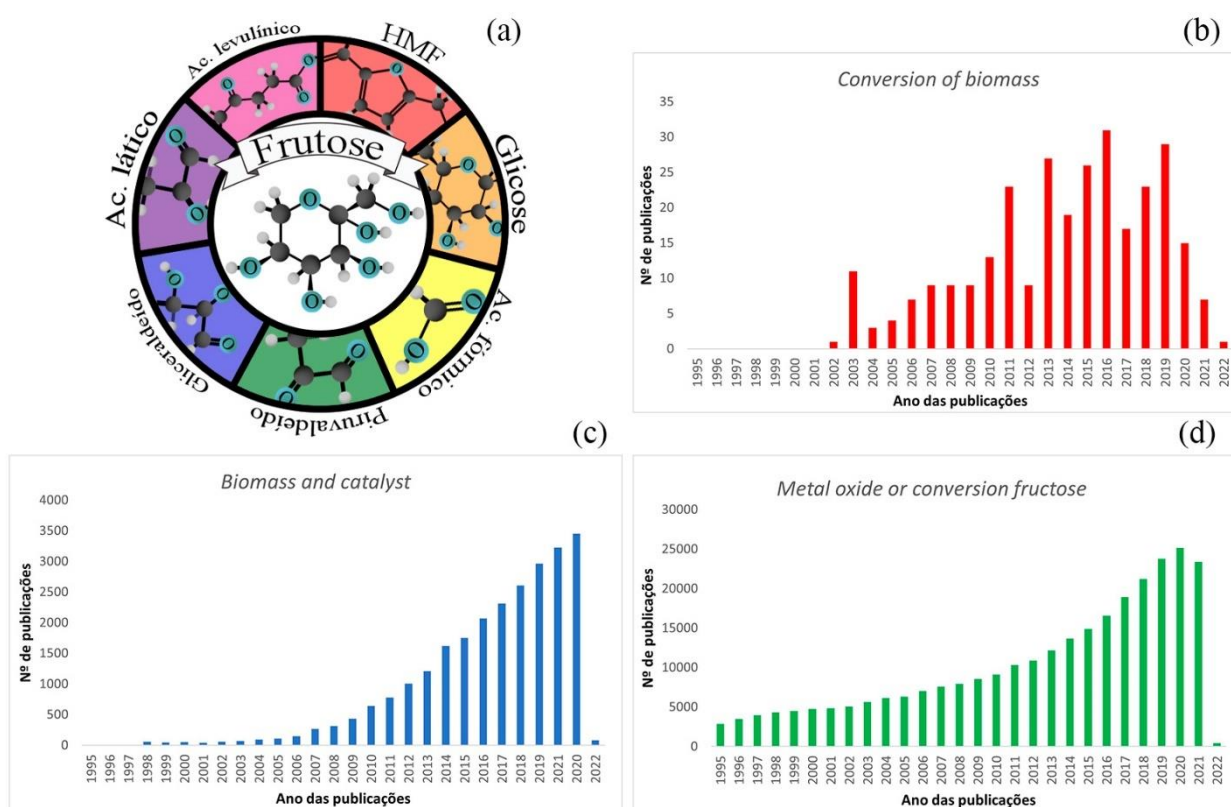 (a)
Ac. levulínico
HMF
Glicose
Ac. fórmico
Piruvaldeído
Gliceraldeído
Ac. lático
Frutose
O
O
O
O
O
O
(b)
Conversion of biomass
Nº de publicações
35
30
25
20
15
10
5
0
1995 1996 1997 1998 1999 2000 2001 2002 2003 2004 2005 2006 2007 2008 2009 2010 2011 2012 2013 2014 2015 2016 2017 2018 2019 2020 2021 2022
Ano das publicações
(c)
Biomass and catalyst
Nº de publicações
4000
3500
3000
2500
2000
1500
1000
500
0
1995 1996 1997 1998 1999 2000 2001 2002 2003 2004 2005 2006 2007 2008 2009 2010 2011 2012 2013 2014 2015 2016 2017 2018 2019 2021 2020 2022
Ano das publicações
(d)
Metal oxide or conversion fructose
Nº de publicações
30000
25000
20000
15000
10000
5000
0
1995 1996 1997 1998 1999 2000 2001 2002 2003 2004 2005 2006 2007 2008 2009 2010 2011 2012 2013 2014 2015 2016 2017 2018 2019 2020 2021 2022
Ano das publicações